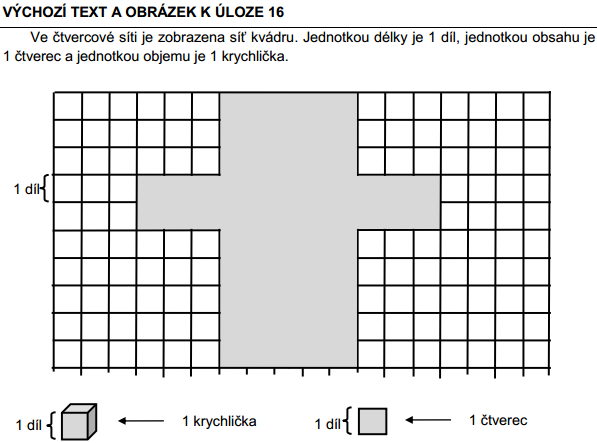 VÝCHOZÍ TEXT A OBRÁZEK K ÚLOZE 16
Ve čtvercové síti je zobrazena síť kvádru. Jednotkou délky je 1 díl, jednotkou obsahu je
1 čtverec a jednotkou objemu je 1 krychlička.
1 díl
1 díl 1 krychlička 1 díl 1 čtverec